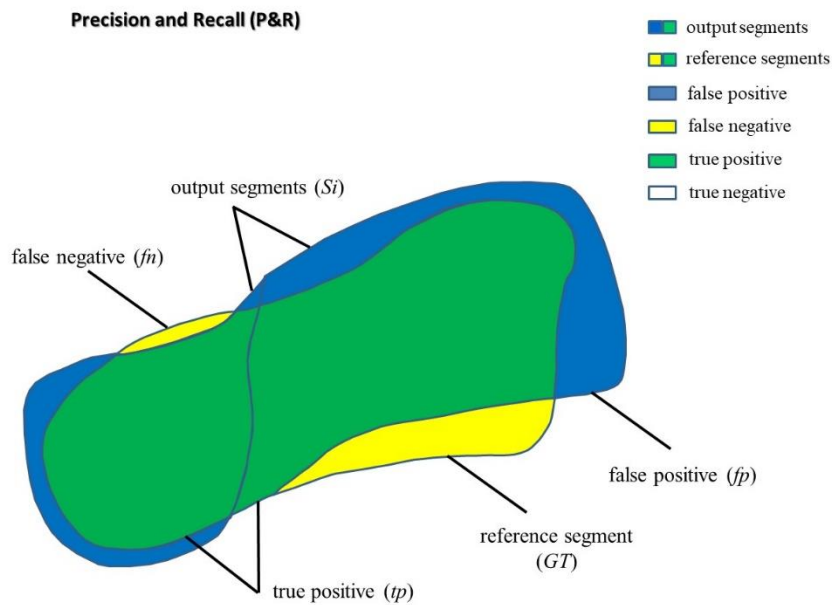 Precision and Recall (P&R)
output segments
reference segments
false positive
false negative
true positive
true negative
output segments (Si)
false negative (fn)
false positive (fp)
reference segment
(GT)
true positive (tp)